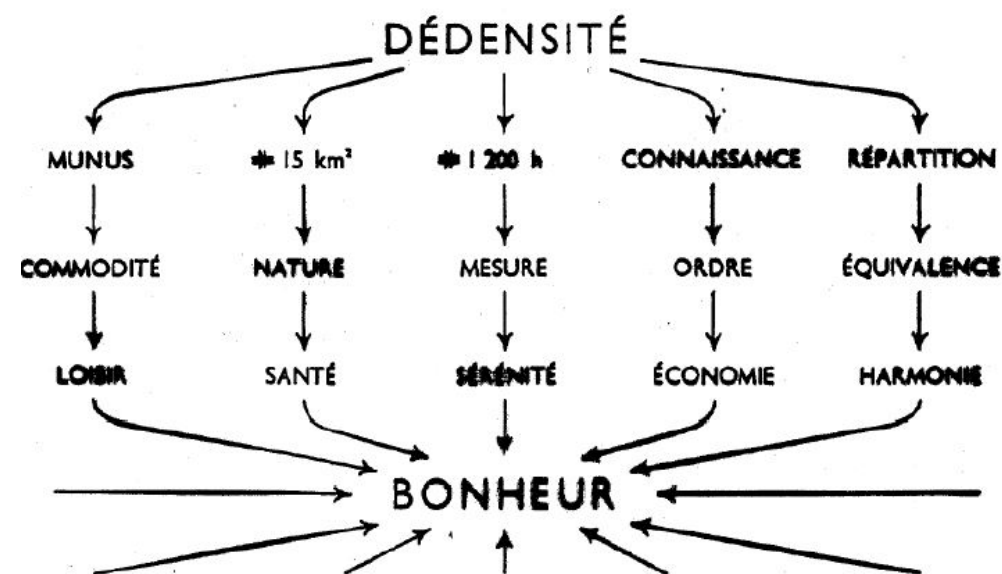 DÉDENSITÉ
MUNUS # 15 km² # 1 200 h CONNAISSANCE RÉPARTITION
COMMODITÉ NATURE MESURE ORDRE ÉQUIVALENCE
LOISIR SANTÉ SÉRÉNITÉ ÉCONOMIE HARMONIE
BONHEUR